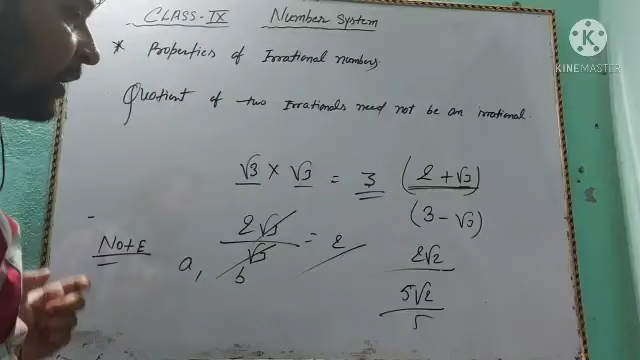 CLASS-IX Number System
* Properties of Irrational numbers
Quotient of two Irrationals need not be an irrational.
√3 × √3 = 3 (2 + √3)
(3 - √3)
NOTE a, 2√3 / √3 = 2
b
2√2
5√2
5
K
KINEMASTER